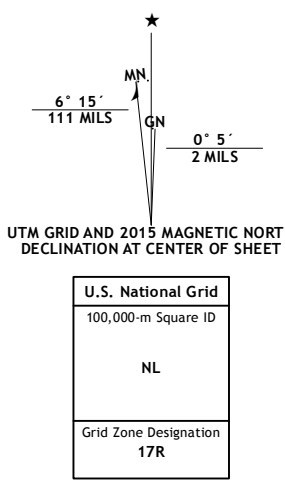 MN.
6° 15´
111 MILS
GN
0° 5´
2 MILS
UTM GRID AND 2015 MAGNETIC NORT
DECLINATION AT CENTER OF SHEET
U.S. National Grid
100,000-m Square ID
NL
Grid Zone Designation
17R